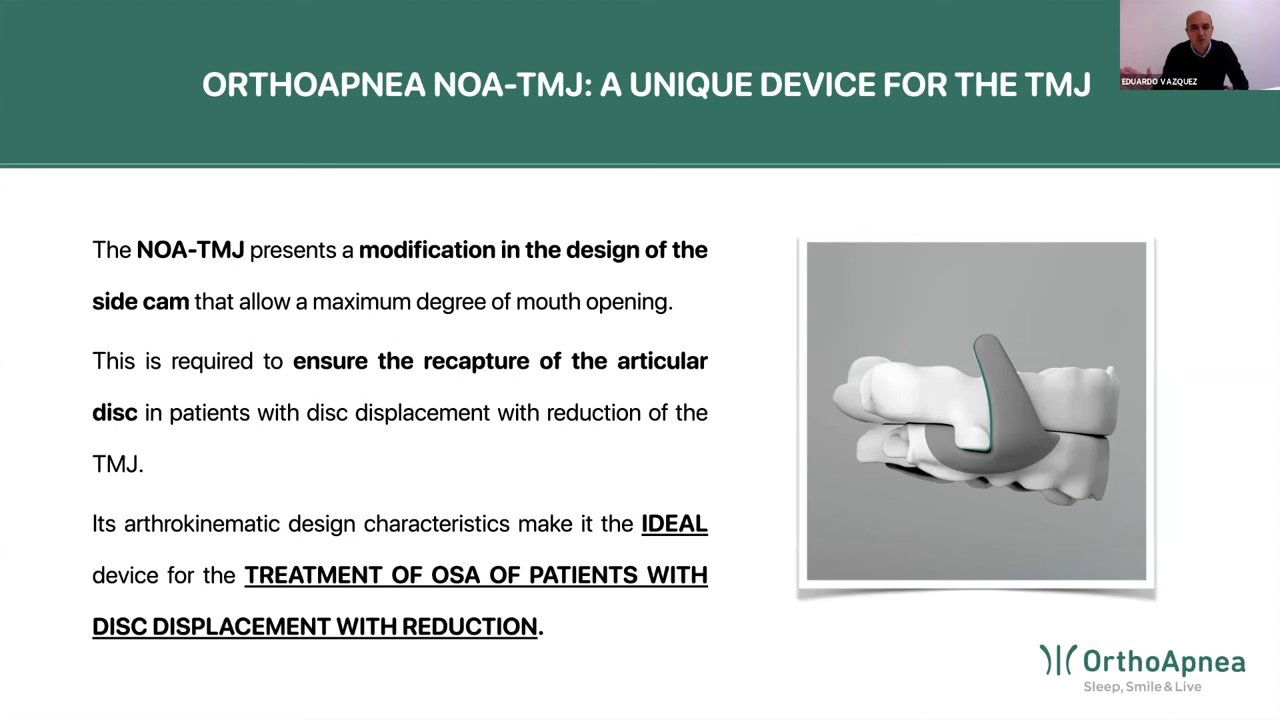 ORTHOAPNEA NOA-TMJ: A UNIQUE DEVICE FOR THE TMJ
EDUARDO VAZQUEZ
The NOA-TMJ presents a modification in the design of the
side cam that allow a maximum degree of mouth opening.
This is required to ensure the recapture of the articular
disc in patients with disc displacement with reduction of the
TMJ.
Its arthrokinematic design characteristics make it the IDEAL
device for the TREATMENT OF OSA OF PATIENTS WITH
DISC DISPLACEMENT WITH REDUCTION.
OrthoApnea
Sleep, Smile & Live